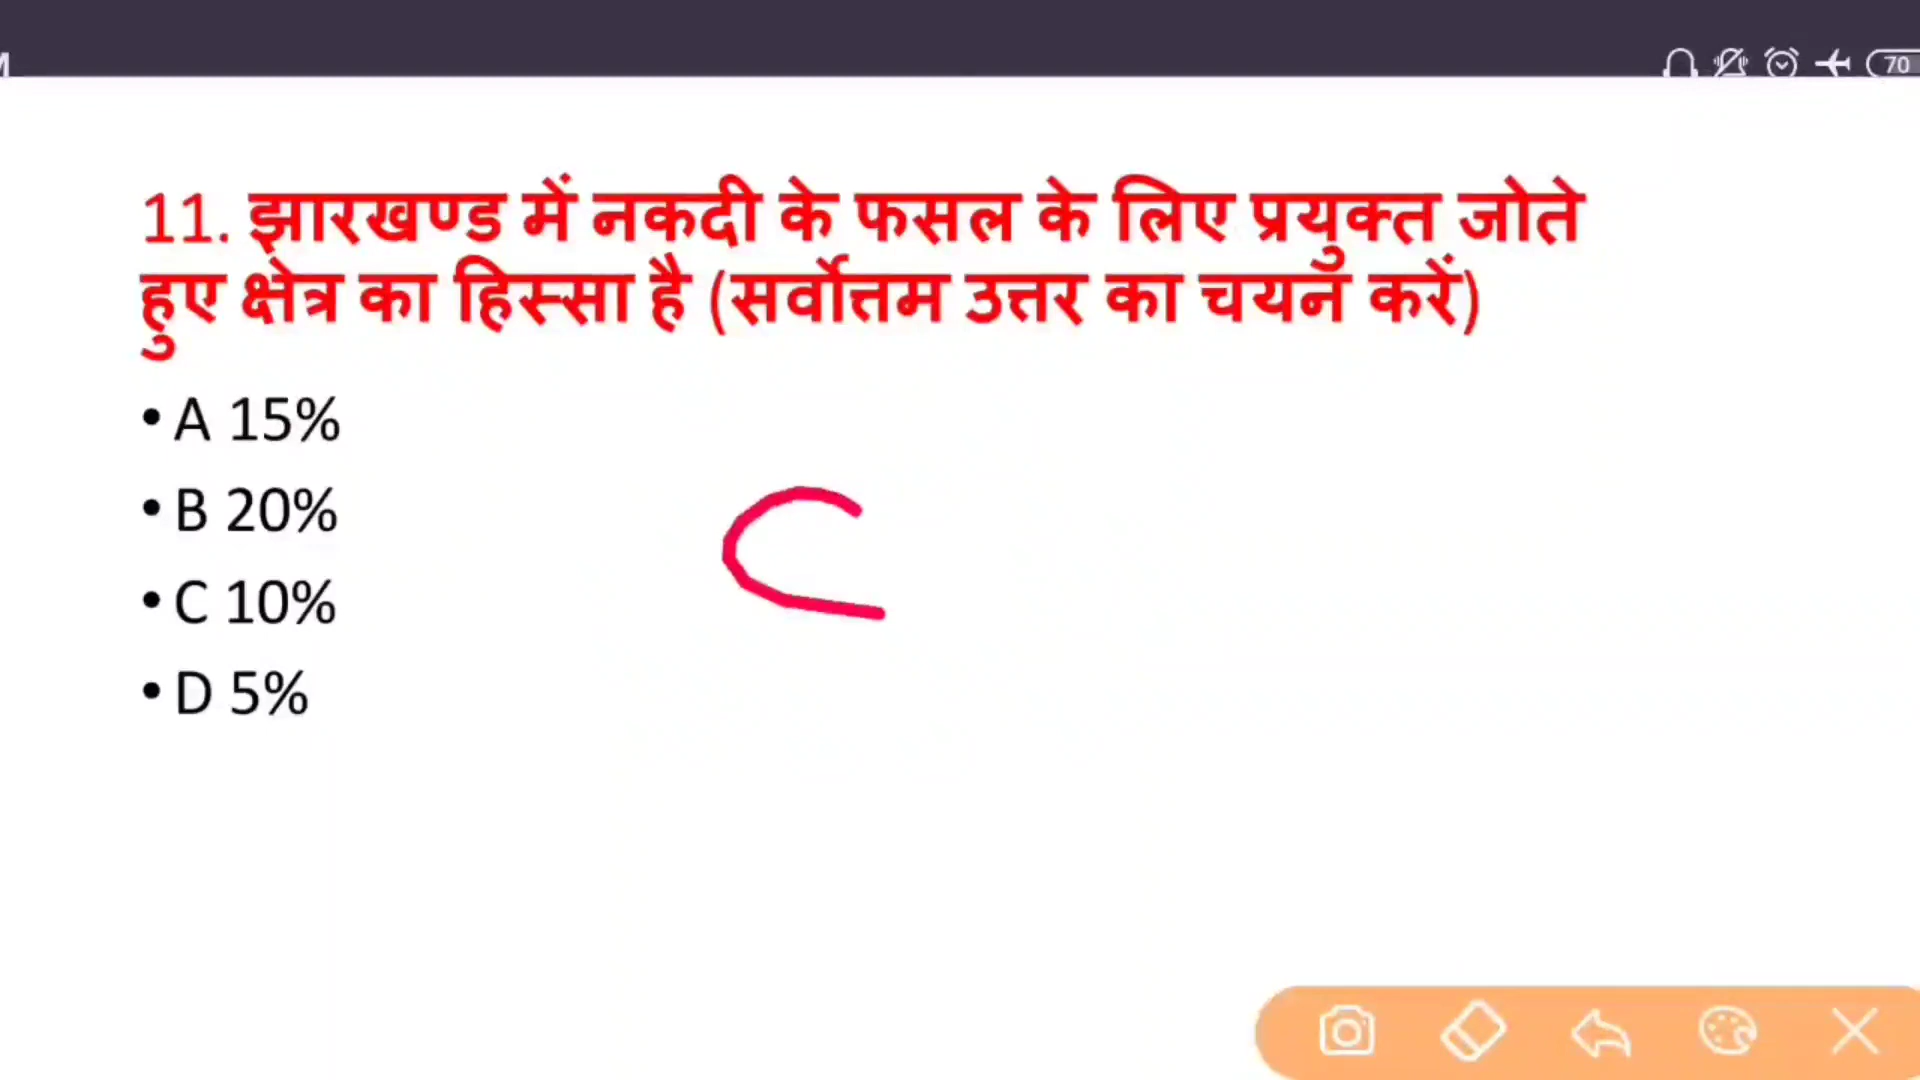 70
11. झारखण्ड में नकदी के फसल के लिए प्रयुक्त जोते
हुए क्षेत्र का हिस्सा है (सर्वोत्तम उत्तर का चयन करें)
• A 15%
• B 20%
C
• C 10%
• D 5%